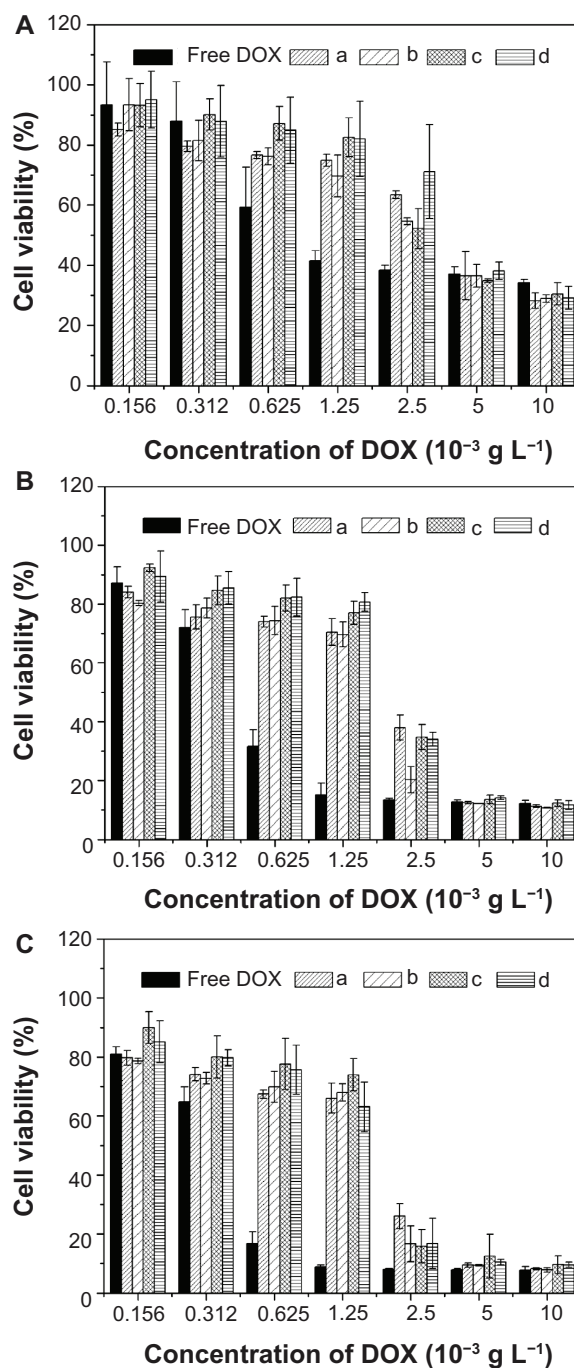 A
120
100
80
60
40
20
0
Cell viability (%)
Free DOX a b c d
0.156 0.312 0.625 1.25 2.5 5 10
Concentration of DOX (10⁻³ g L⁻¹)
B
120
100
80
60
40
20
0
Cell viability (%)
Free DOX a b c d
0.156 0.312 0.625 1.25 2.5 5 10
Concentration of DOX (10⁻³ g L⁻¹)
C
120
100
80
60
40
20
0
Cell viability (%)
Free DOX a b c d
0.156 0.312 0.625 1.25 2.5 5 10
Concentration of DOX (10⁻³ g L⁻¹)